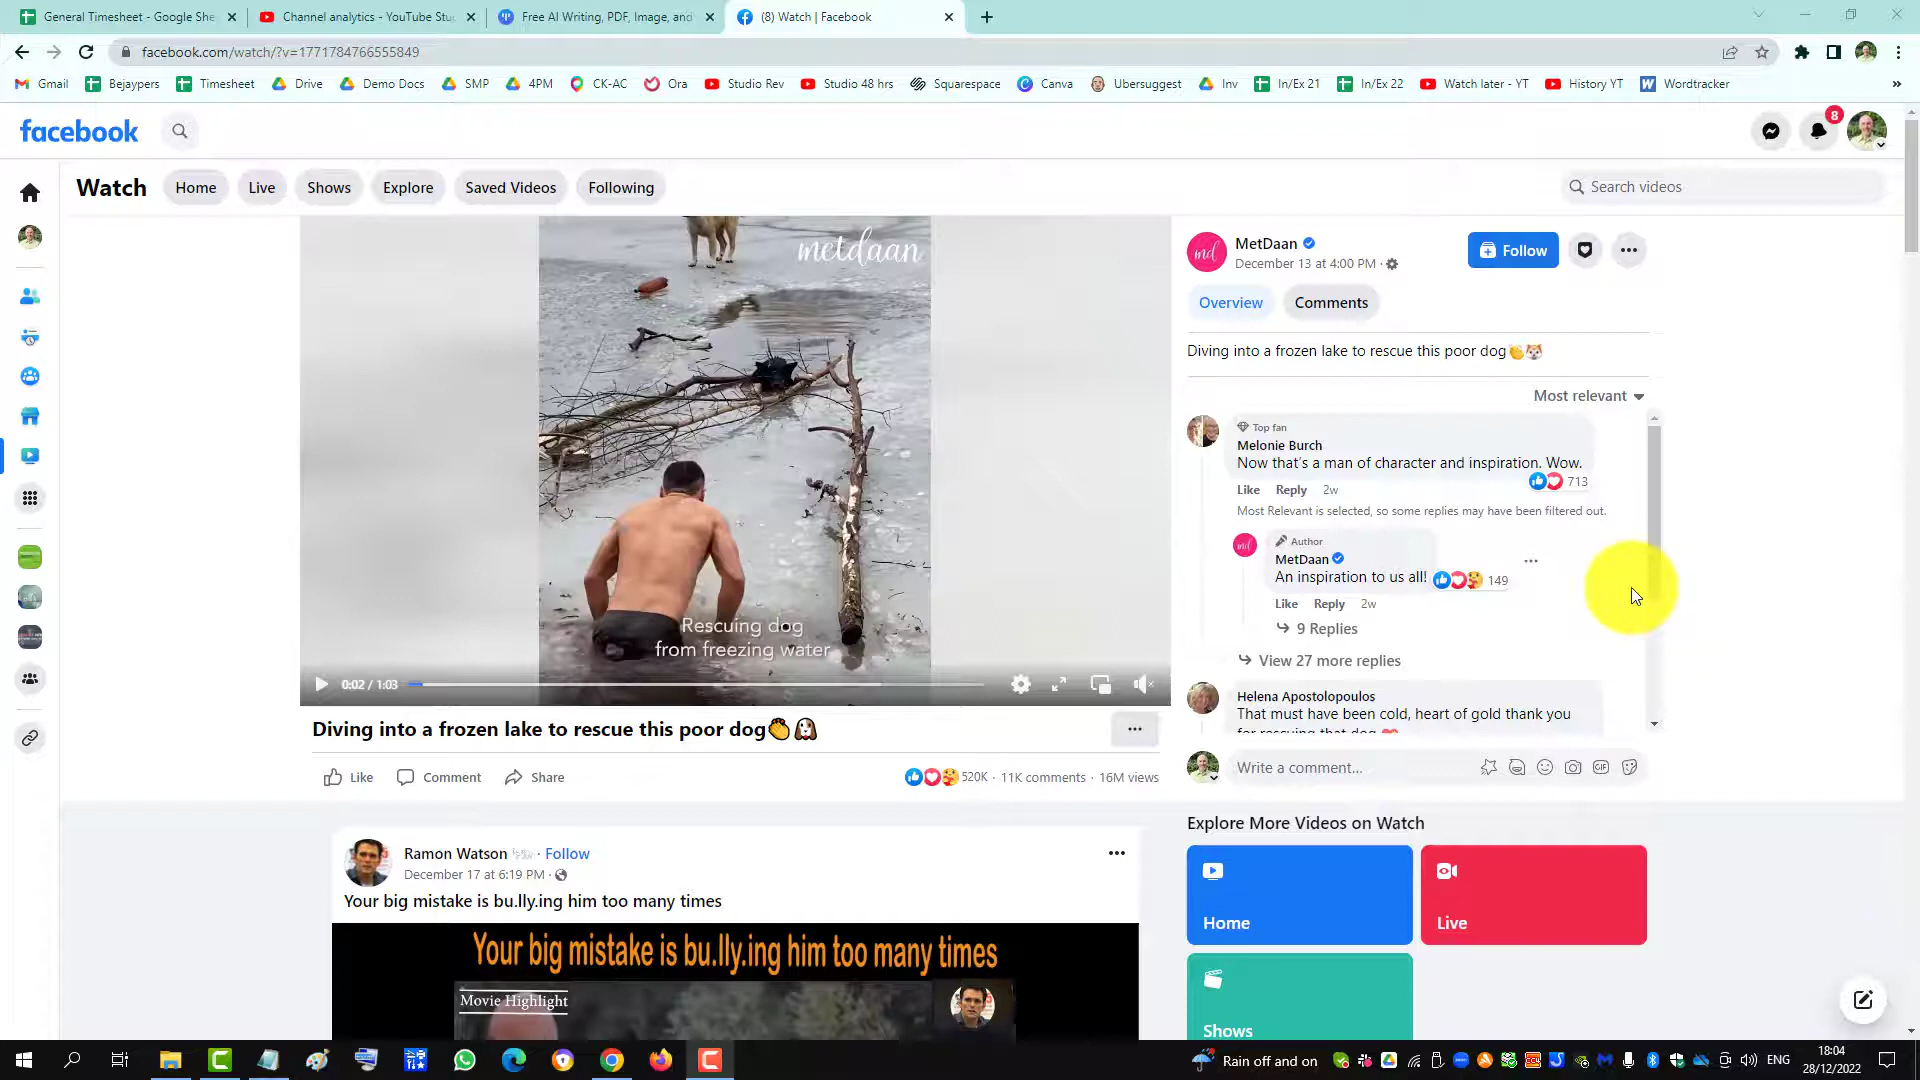 General Timesheet - Google She
Channel analytics - YouTube Stu
Free AI Writing, PDF, Image, and
(8) Watch | Facebook
facebook.com/watch/?v=1771784766555849
Gmail
Bejaypers
Timesheet
Drive
Demo Docs
SMP
4PM
CK-AC
Ora
Studio Rev
Studio 48 hrs
Squarespace
Canva
Ubersuggest
Inv
In/Ex 21
In/Ex 22
Watch later - YT
History YT
Wordtracker
»
facebook
8
Watch
Home
Live
Shows
Explore
Saved Videos
Following
Search videos
metdaan
Rescuing dog
from freezing water
0:02 / 1:03
Diving into a frozen lake to rescue this poor dog👏🐶
Like
Comment
Share
520K · 11K comments · 16M views
md
MetDaan
December 13 at 4:00 PM ·
Follow
Overview
Comments
Diving into a frozen lake to rescue this poor dog👏🐶
Most relevant
Top fan
Melonie Burch
Now that's a man of character and inspiration. Wow.
713
Like Reply 2w
Most Relevant is selected, so some replies may have been filtered out.
md
Author
MetDaan
An inspiration to us all!
149
Like Reply 2w
9 Replies
View 27 more replies
Helena Apostolopoulos
That must have been cold, heart of gold thank you
for rescuing that dog
Write a comment...
GIF
Ramon Watson · Follow
December 17 at 6:19 PM ·
Your big mistake is bu.lly.ing him too many times
Your big mistake is bu.lly.ing him too many times
Movie Highlight
Explore More Videos on Watch
Home
Live
Shows
Rain off and on
ENG
18:04
28/12/2022